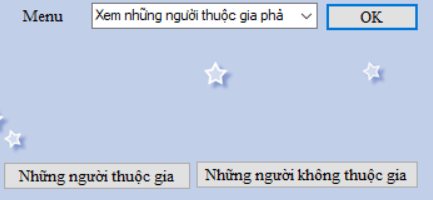 Menu Xem những người thuộc gia phả OK
Những người thuộc gia Những người không thuộc gia